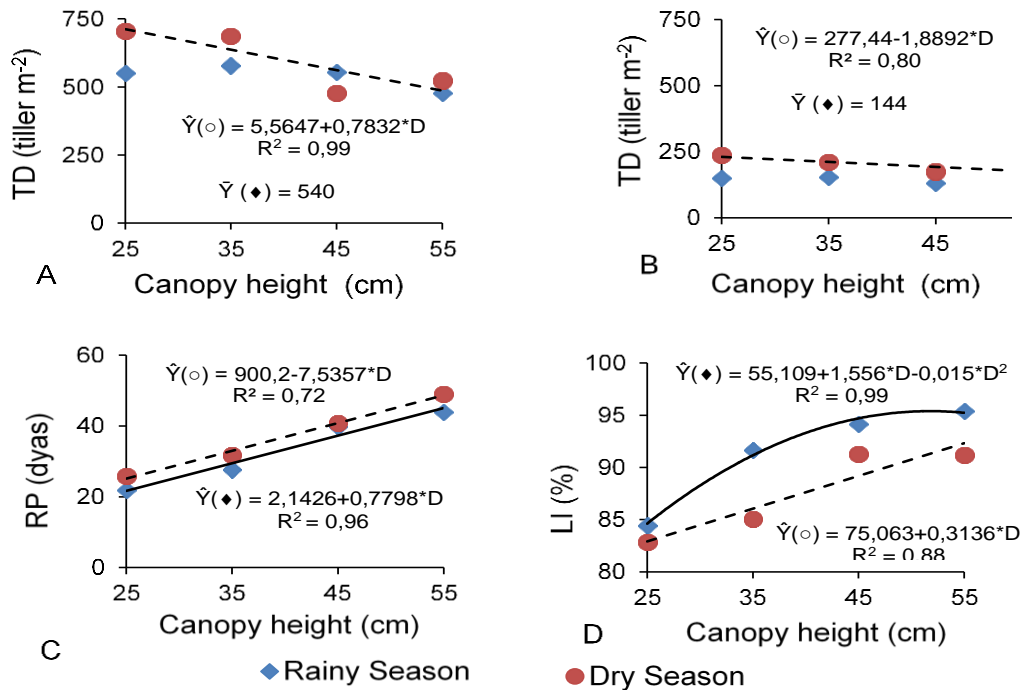 750
500
250
0
TD (tiller m-2)
Ŷ(○) = 5,5647+0,7832*D
R2 = 0,99
Ȳ (♦) = 540
25 35 45 55
Canopy height (cm)
A
750
500
250
0
TD (tiller m-2)
Ŷ(○) = 277,44-1,8892*D
R² = 0,80
Ȳ (♦) = 144
25 35 45
Canopy height (cm)
B
60
40
20
0
RP (dyas)
Ŷ(○) = 900,2-7,5357*D
R² = 0,72
Ŷ(♦) = 2,1426+0,7798*D
R2 = 0,96
25 35 45 55
Canopy height (cm)
C
100
95
90
85
80
LI (%)
Ŷ(♦) = 55,109+1,556*D-0,015*D2
R2 = 0,99
Ŷ(○) = 75,063+0,3136*D
R2 = 0,88
25 35 45 55
Canopy height (cm)
D
Rainy Season
Dry Season